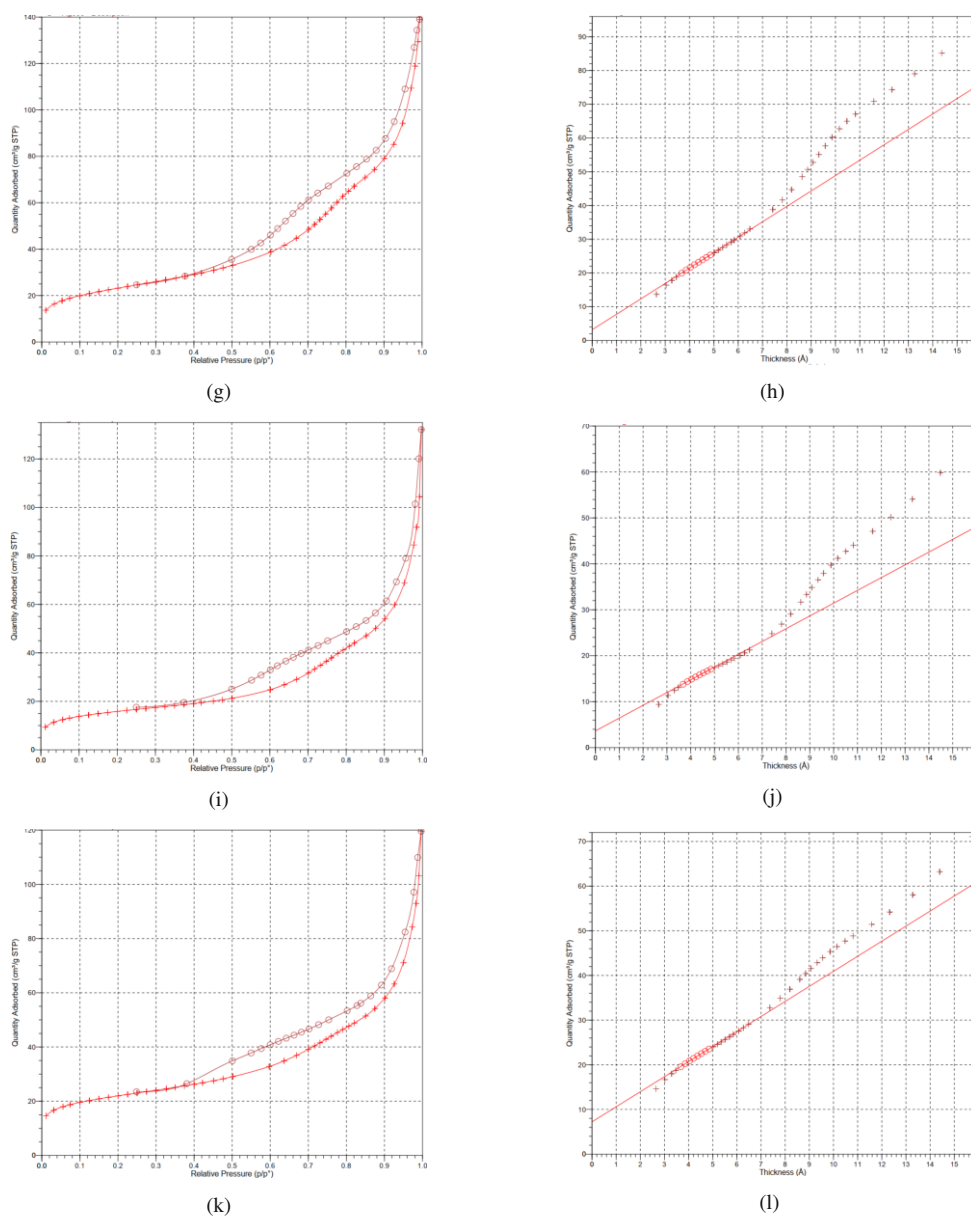 140
120
100
80
60
40
20
0
Quantity Adsorbed (cm³/g STP)
0.0 0.1 0.2 0.3 0.4 0.5 0.6 0.7 0.8 0.9 1.0
Relative Pressure (p/p°)
(g)
90
80
70
60
50
40
30
20
10
0
Quantity Adsorbed (cm³/g STP)
0 1 2 3 4 5 6 7 8 9 10 11 12 13 14 15
Thickness (Å)
(h)
120
100
80
60
40
20
0
Quantity Adsorbed (cm³/g STP)
0.0 0.1 0.2 0.3 0.4 0.5 0.6 0.7 0.8 0.9 1.0
Relative Pressure (p/p°)
(i)
70
60
50
40
30
20
10
0
Quantity Adsorbed (cm³/g STP)
0 1 2 3 4 5 6 7 8 9 10 11 12 13 14 15
Thickness (Å)
(j)
120
100
80
60
40
20
0
Quantity Adsorbed (cm³/g STP)
0.0 0.1 0.2 0.3 0.4 0.5 0.6 0.7 0.8 0.9 1.0
Relative Pressure (p/p°)
(k)
70
60
50
40
30
20
10
0
Quantity Adsorbed (cm³/g STP)
0 1 2 3 4 5 6 7 8 9 10 11 12 13 14 15
Thickness (Å)
(l)